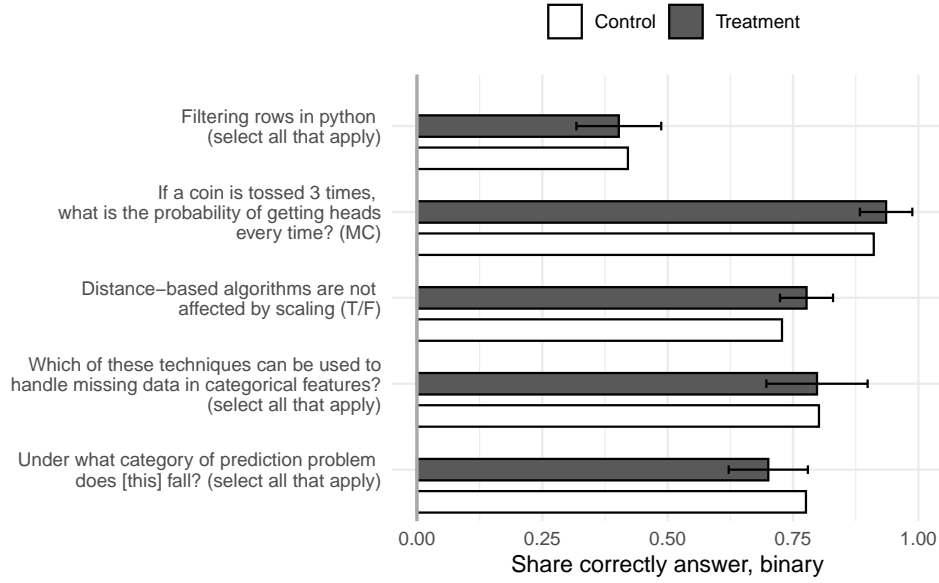 Control Treatment
Filtering rows in python
(select all that apply)
If a coin is tossed 3 times,
what is the probability of getting heads
every time? (MC)
Distance−based algorithms are not
affected by scaling (T/F)
Which of these techniques can be used to
handle missing data in categorical features?
(select all that apply)
Under what category of prediction problem
does [this] fall? (select all that apply)
0.00 0.25 0.50 0.75 1.00
Share correctly answer, binary